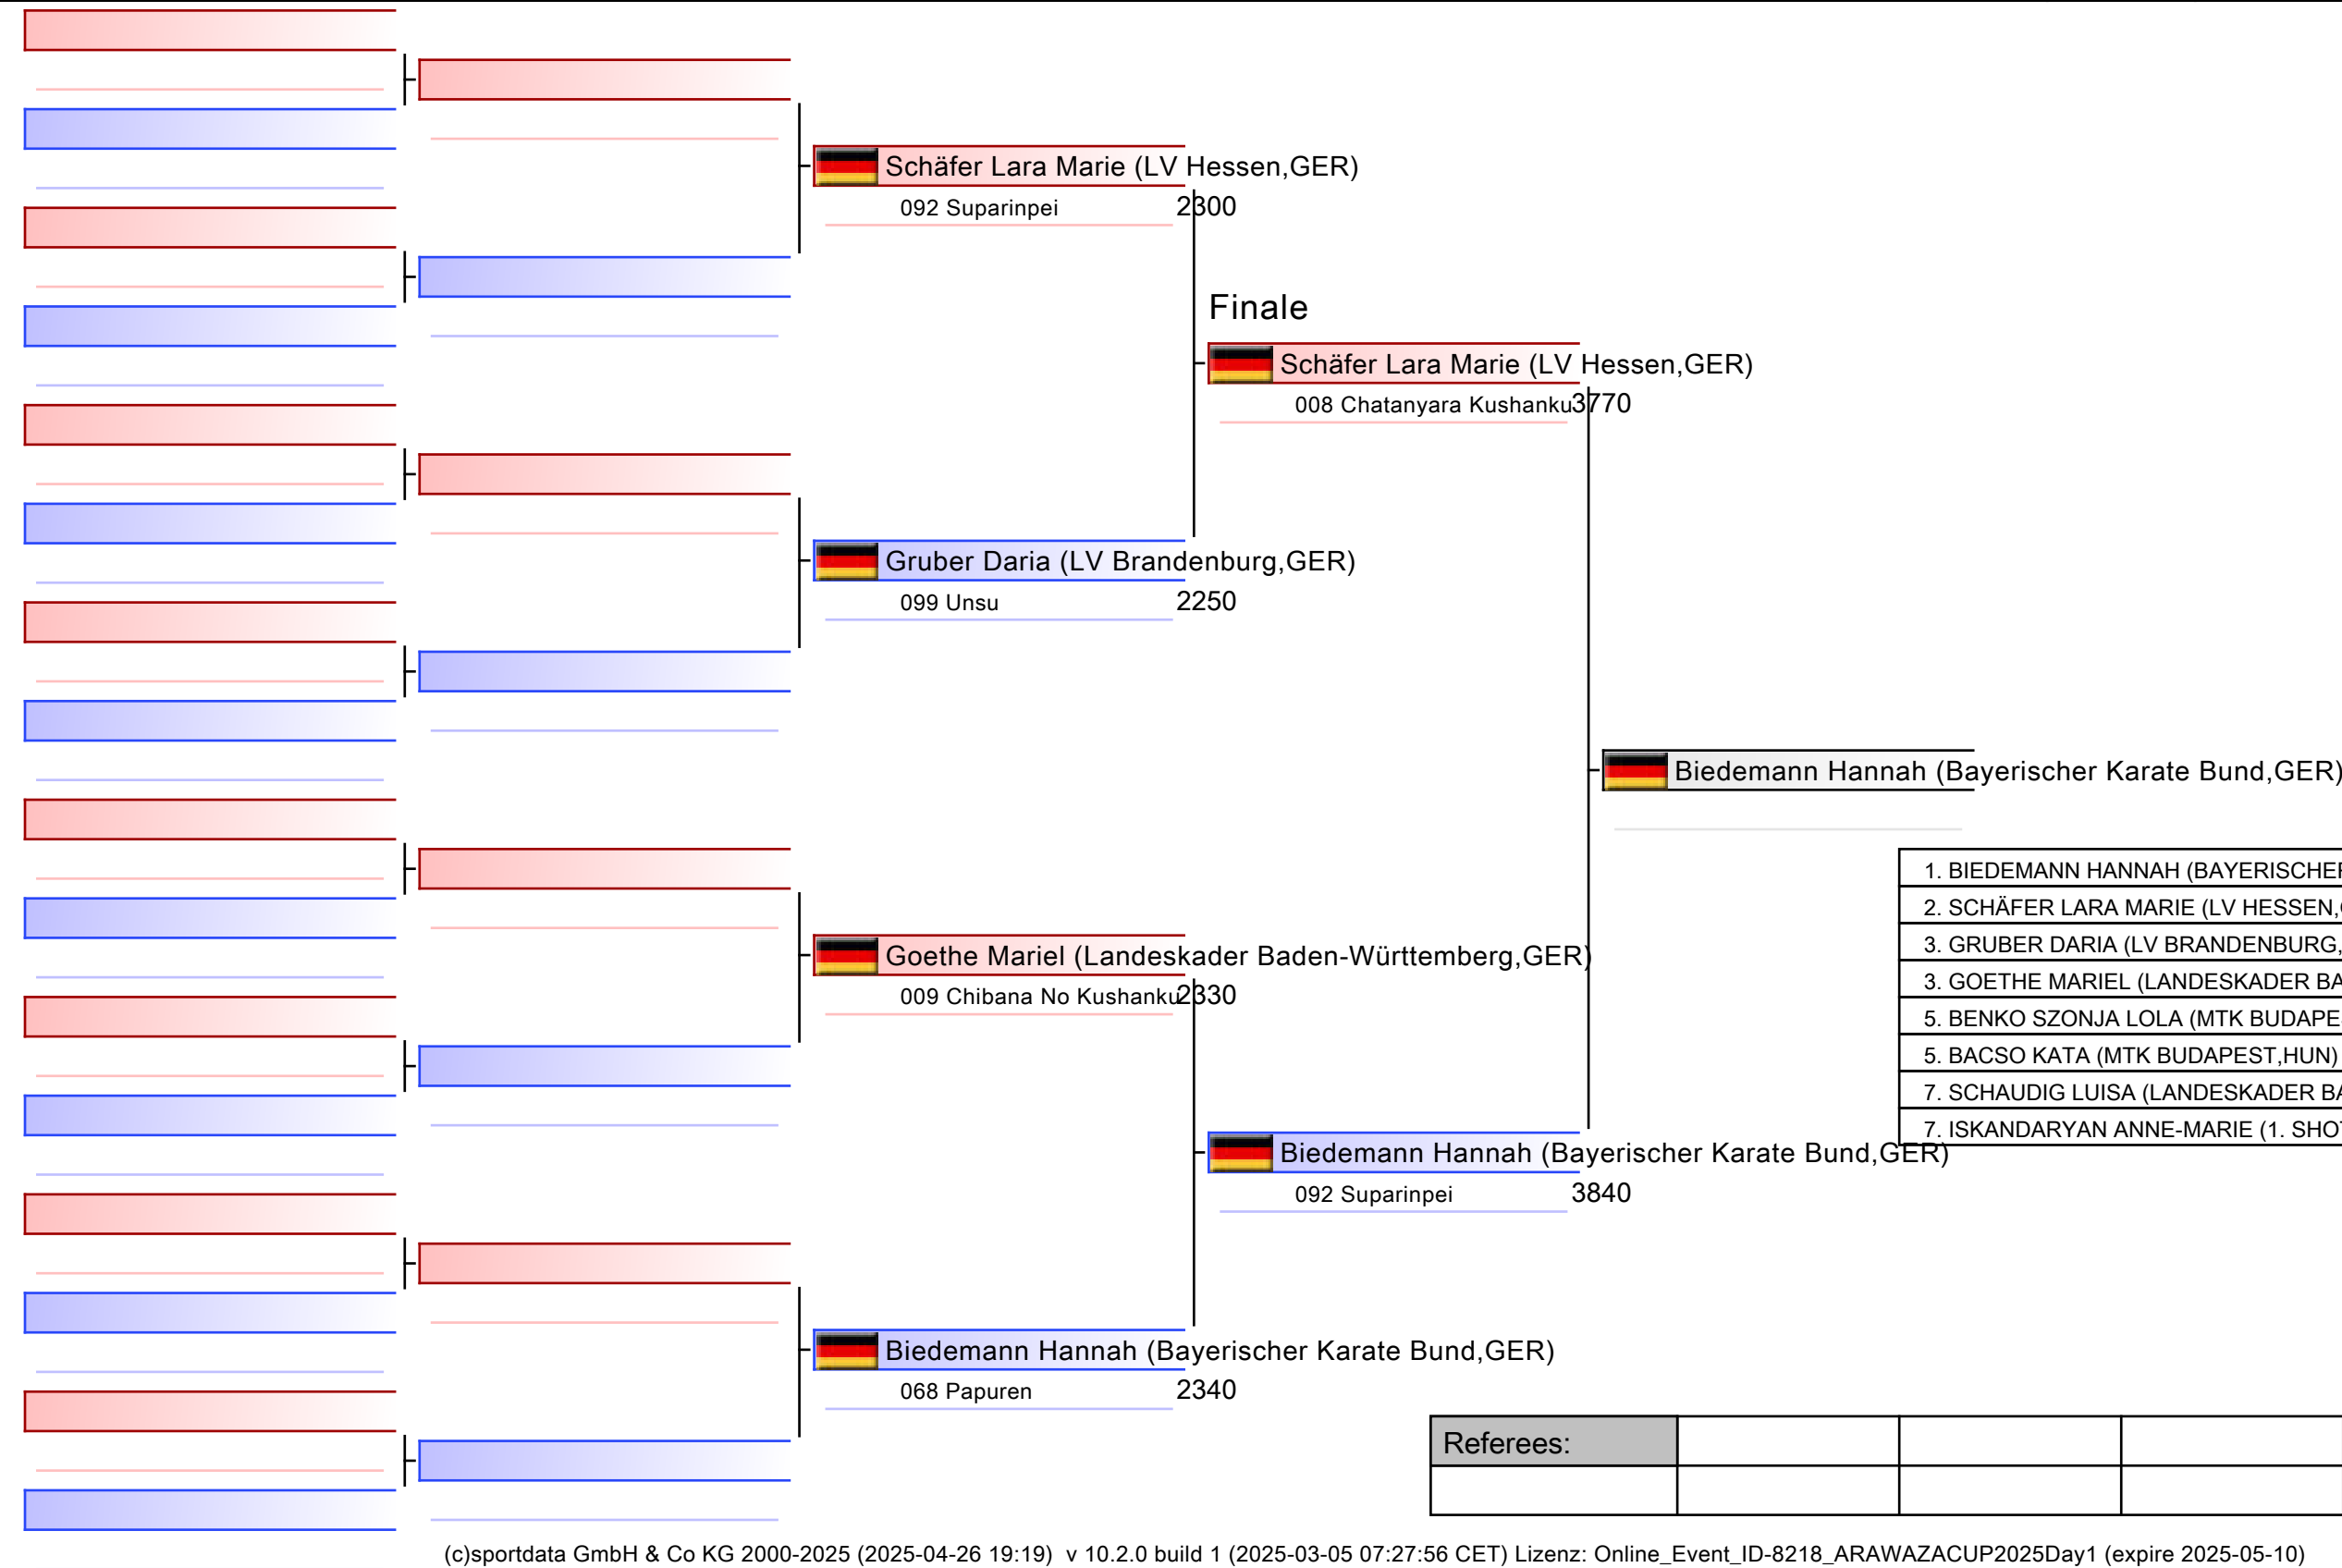 Schäfer Lara Marie (LV Hessen,GER)
092 Suparinpei 2300
Finale
Schäfer Lara Marie (LV Hessen,GER)
008 Chatanyara Kushanku 3770
Gruber Daria (LV Brandenburg,GER)
099 Unsu 2250
Biedemann Hannah (Bayerischer Karate Bund,GER)
1. BIEDEMANN HANNAH (BAYERISCHER
2. SCHÄFER LARA MARIE (LV HESSEN,
3. GRUBER DARIA (LV BRANDENBURG,
3. GOETHE MARIEL (LANDESKADER BA
5. BENKO SZONJA LOLA (MTK BUDAPE
5. BACSO KATA (MTK BUDAPEST,HUN)
7. SCHAUDIG LUISA (LANDESKADER BA
7. ISKANDARYAN ANNE-MARIE (1. SHO
Goethe Mariel (Landeskader Baden-Württemberg,GER)
009 Chibana No Kushanku 2330
Biedemann Hannah (Bayerischer Karate Bund,GER)
092 Suparinpei 3840
Biedemann Hannah (Bayerischer Karate Bund,GER)
068 Papuren 2340
Referees:
(c)sportdata GmbH & Co KG 2000-2025 (2025-04-26 19:19) v 10.2.0 build 1 (2025-03-05 07:27:56 CET) Lizenz: Online_Event_ID-8218_ARAWAZACUP2025Day1 (expire 2025-05-10)